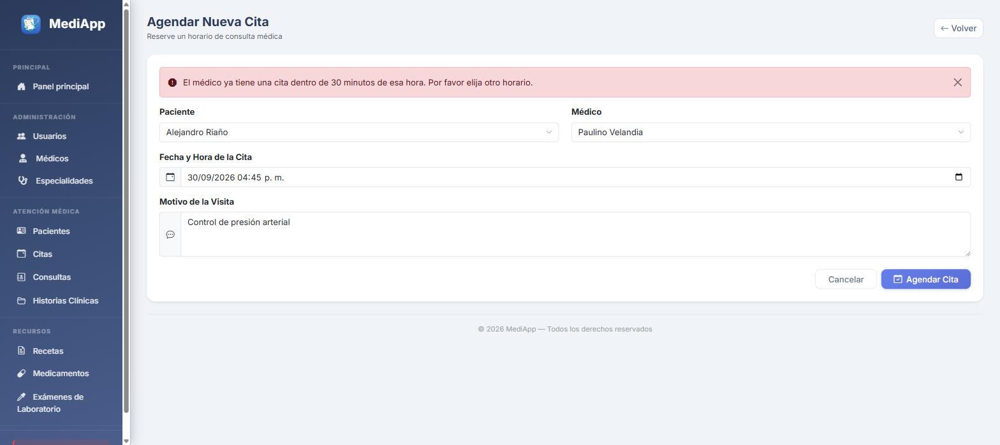 MediApp
PRINCIPAL
Panel principal
ADMINISTRACIÓN
Usuarios
Médicos
Especialidades
ATENCIÓN MÉDICA
Pacientes
Citas
Consultas
Historias Clínicas
RECURSOS
Recetas
Medicamentos
Exámenes de
Laboratorio
Agendar Nueva Cita
Reserve un horario de consulta médica
← Volver
El médico ya tiene una cita dentro de 30 minutos de esa hora. Por favor elija otro horario.
Paciente
Alejandro Riaño
Médico
Paulino Velandia
Fecha y Hora de la Cita
30/09/2026 04:45 p. m.
Motivo de la Visita
Control de presión arterial
Cancelar
Agendar Cita
© 2026 MediApp — Todos los derechos reservados